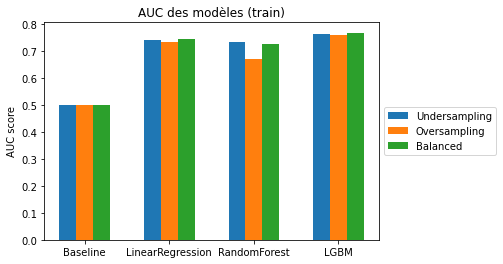 AUC des modèles (train)
AUC score
0.8
0.7
0.6
0.5
0.4
0.3
0.2
0.1
0.0
Baseline
LinearRegression
RandomForest
LGBM
Undersampling
Oversampling
Balanced